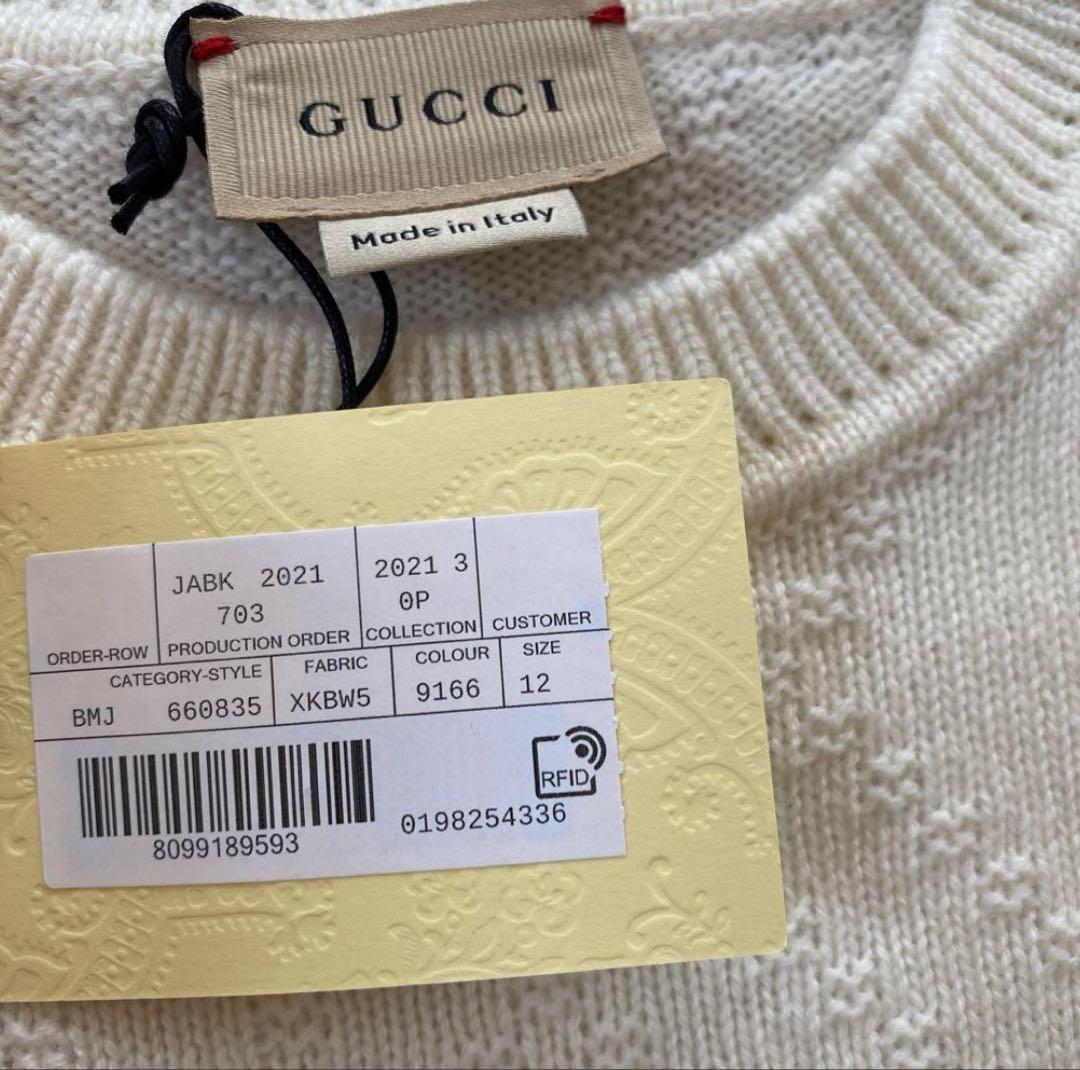 GUCCI
Made in Italy
JABK 2021
703
2021 3
0P
ORDER-ROW PRODUCTION ORDER COLLECTION CUSTOMER
CATEGORY-STYLE FABRIC COLOUR SIZE
BMJ 660835 XKBW5 9166 12
RFID
8099189593 0198254336